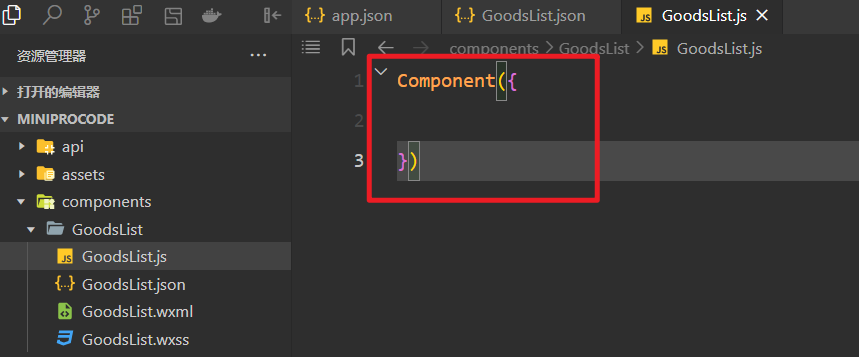 app.json
GoodsList.json
JS GoodsList.js
资源管理器
components > GoodsList > JS GoodsList.js
打开的编辑器
MINIPROCODE
api
assets
components
GoodsList
JS GoodsList.js
GoodsList.json
GoodsList.wxml
GoodsList.wxss
1 Component({
2
3 })